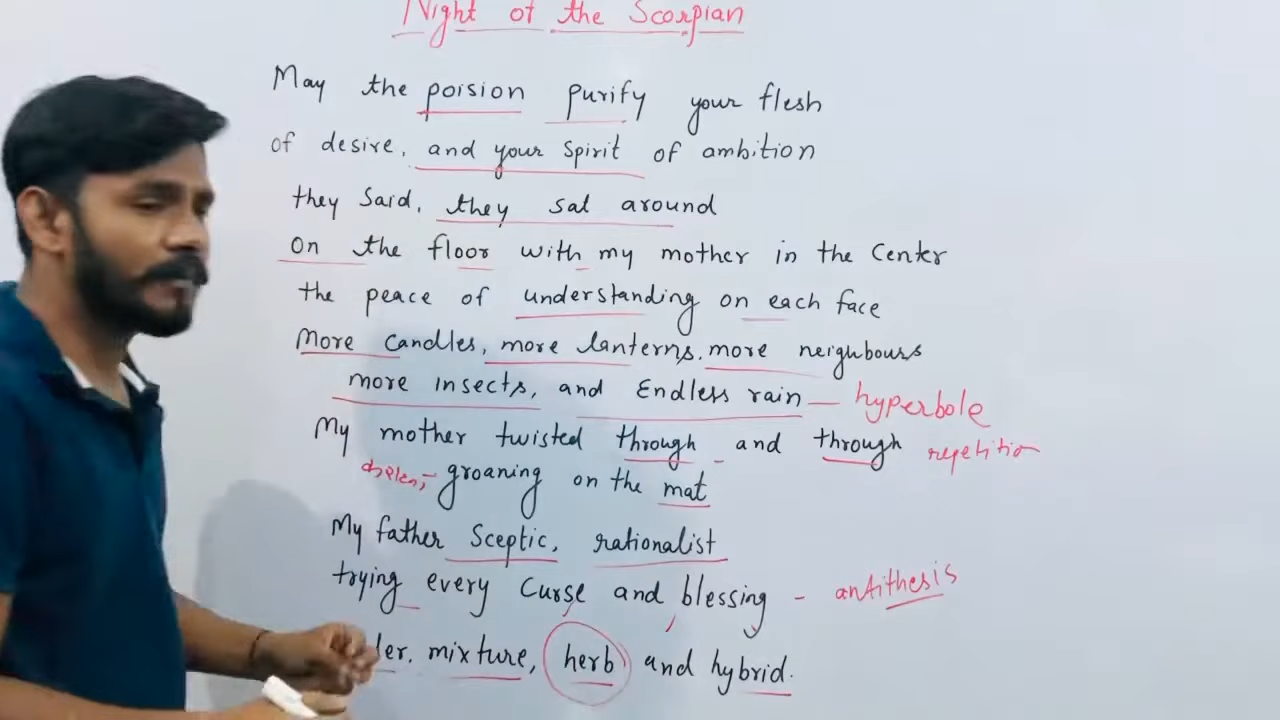 Night of the Scorpian
May the poision purify your flesh
of desire, and your Spirit of ambition
they Said, they sat around
on the floor with my mother in the Center
the peace of understanding on each face
More Candles, more lanterns, more neighbours
more insects, and Endless rain — hyperbole
My mother twisted through and through repetition
groaning on the mat
My father Sceptic, rationalist
trying every Curse and blessing - antithesis
der, mixture, herb and hybrid.